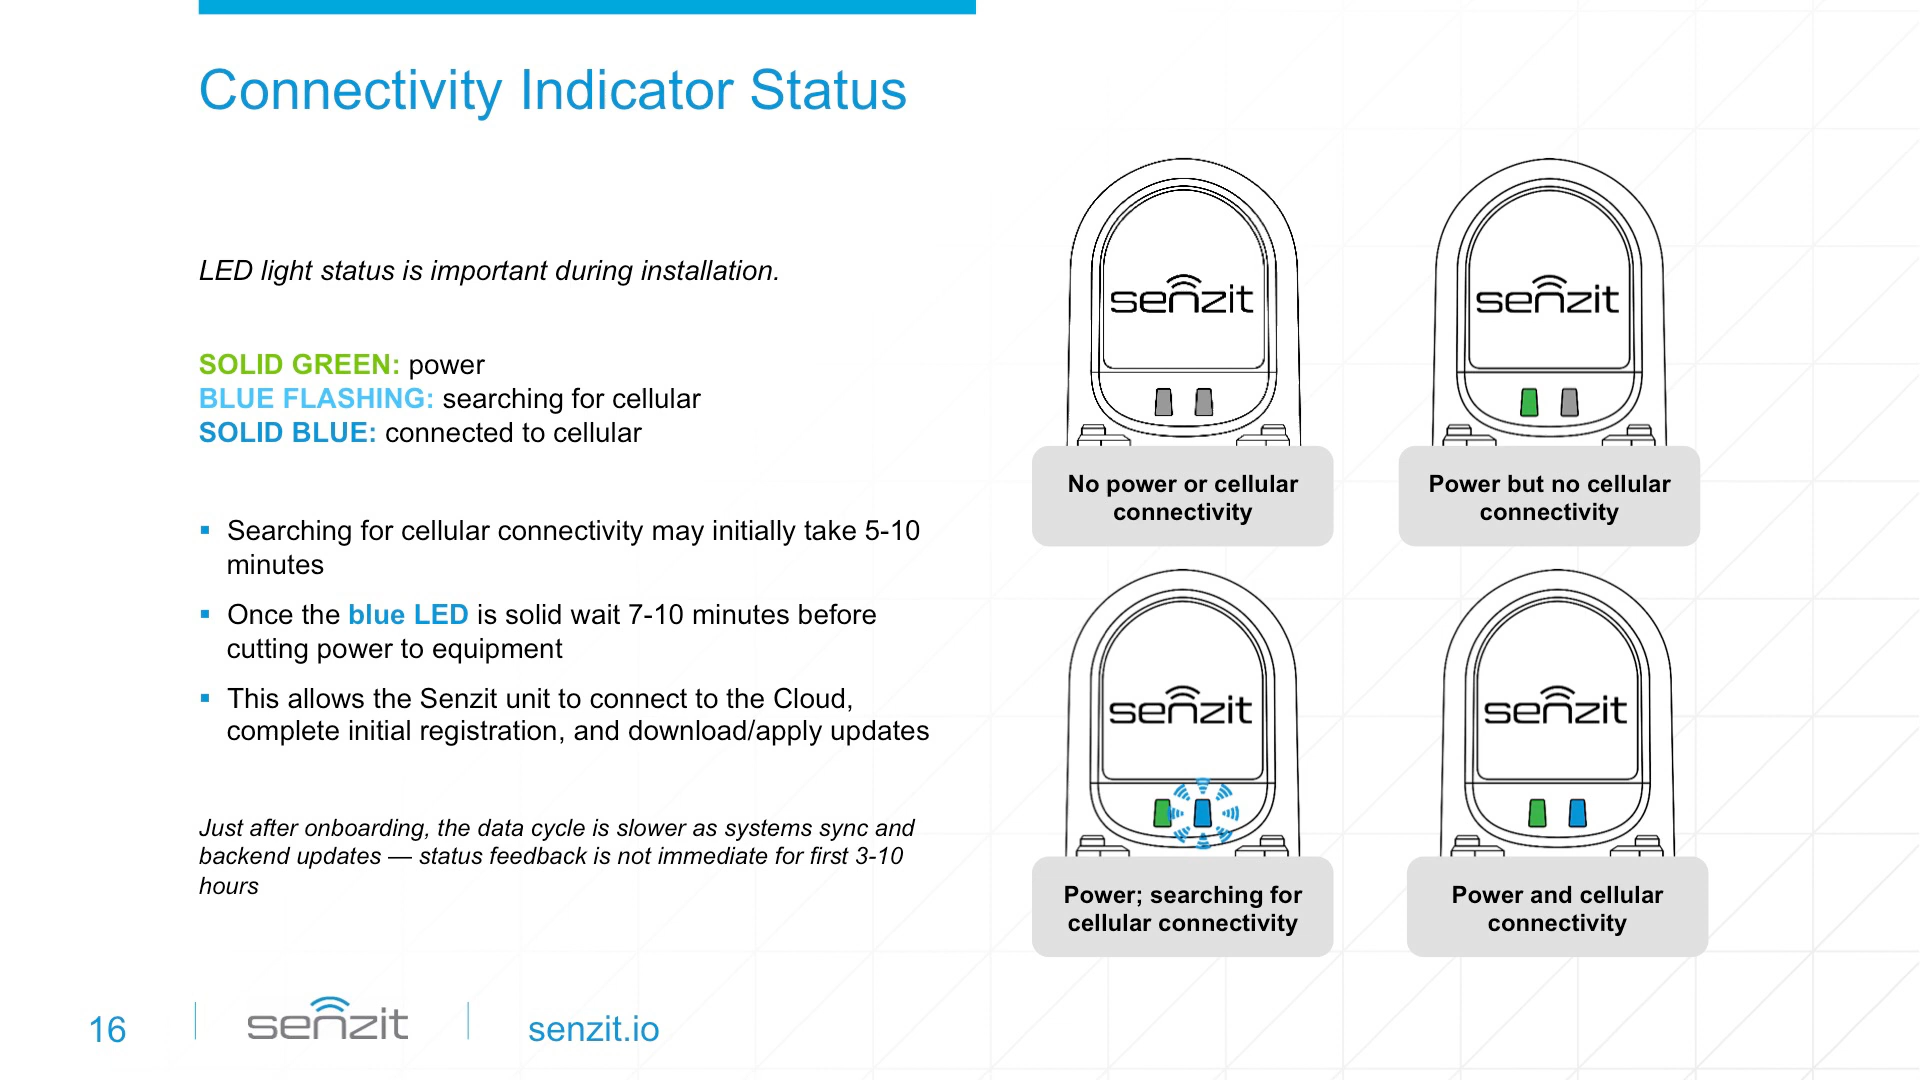 Connectivity Indicator Status
LED light status is important during installation.
SOLID GREEN: power
BLUE FLASHING: searching for cellular
SOLID BLUE: connected to cellular
▪ Searching for cellular connectivity may initially take 5-10
minutes
▪ Once the blue LED is solid wait 7-10 minutes before
cutting power to equipment
▪ This allows the Senzit unit to connect to the Cloud,
complete initial registration, and download/apply updates
Just after onboarding, the data cycle is slower as systems sync and
backend updates — status feedback is not immediate for first 3-10
hours
senzit
No power or cellular
connectivity
senzit
Power but no cellular
connectivity
senzit
Power; searching for
cellular connectivity
senzit
Power and cellular
connectivity
16
senzit
senzit.io